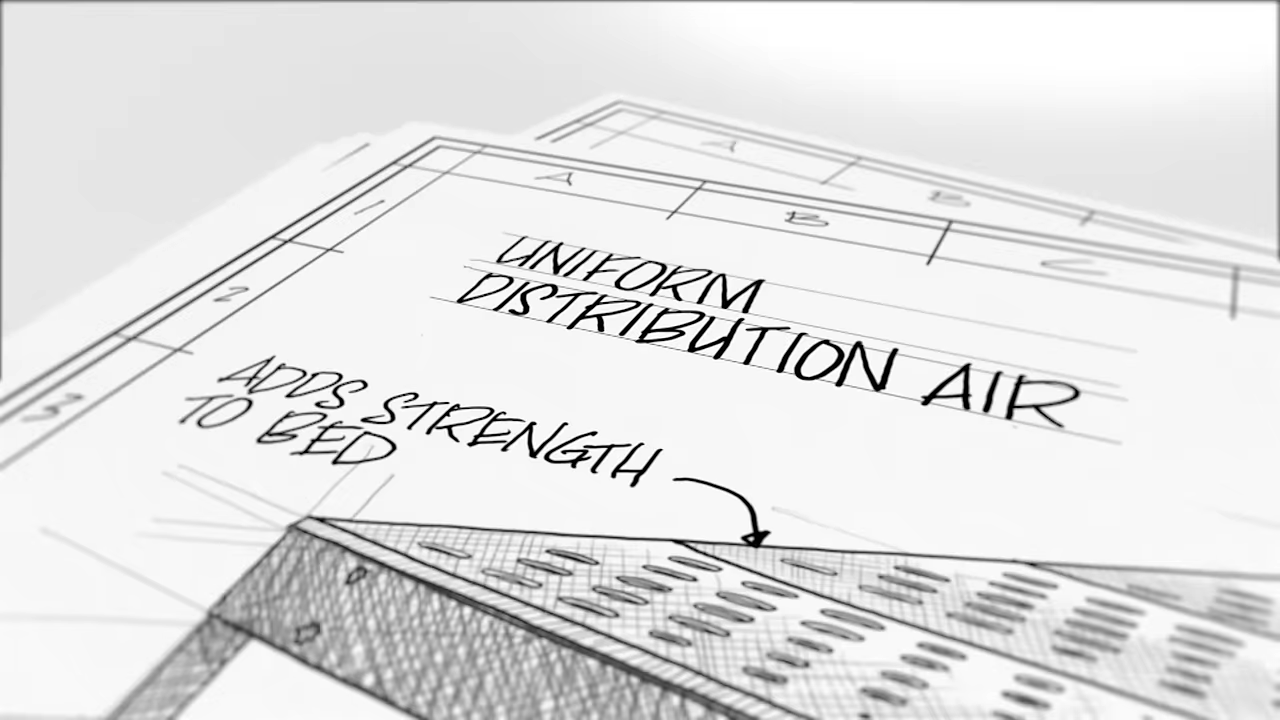 A B
A B C
1
2
3
UNIFORM
DISTRIBUTION AIR
ADDS STRENGTH
TO BED